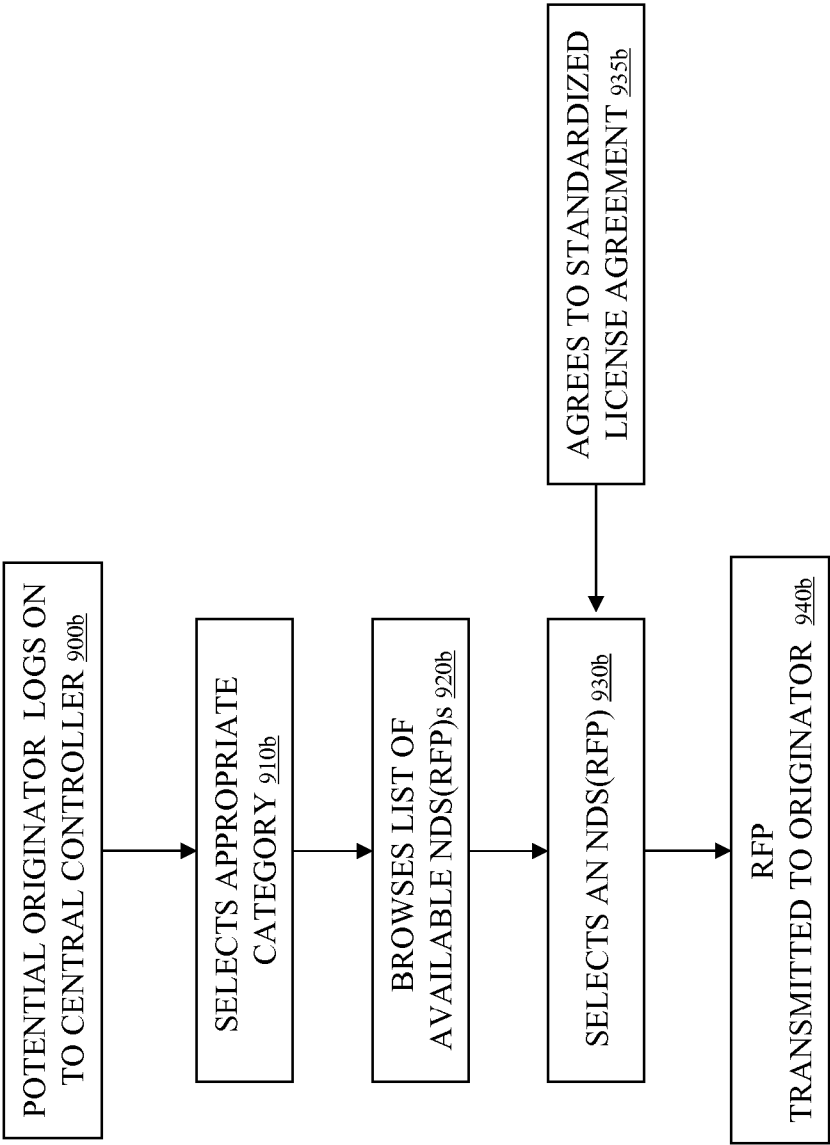 POTENTIAL ORIGINATOR LOGS ON
TO CENTRAL CONTROLLER 900b
SELECTS APPROPRIATE
CATEGORY 910b
BROWSES LIST OF
AVAILABLE NDS(RFP)s 920b
SELECTS AN NDS(RFP) 930b
AGREES TO STANDARDIZED
LICENSE AGREEMENT 935b
RFP
TRANSMITTED TO ORIGINATOR 940b